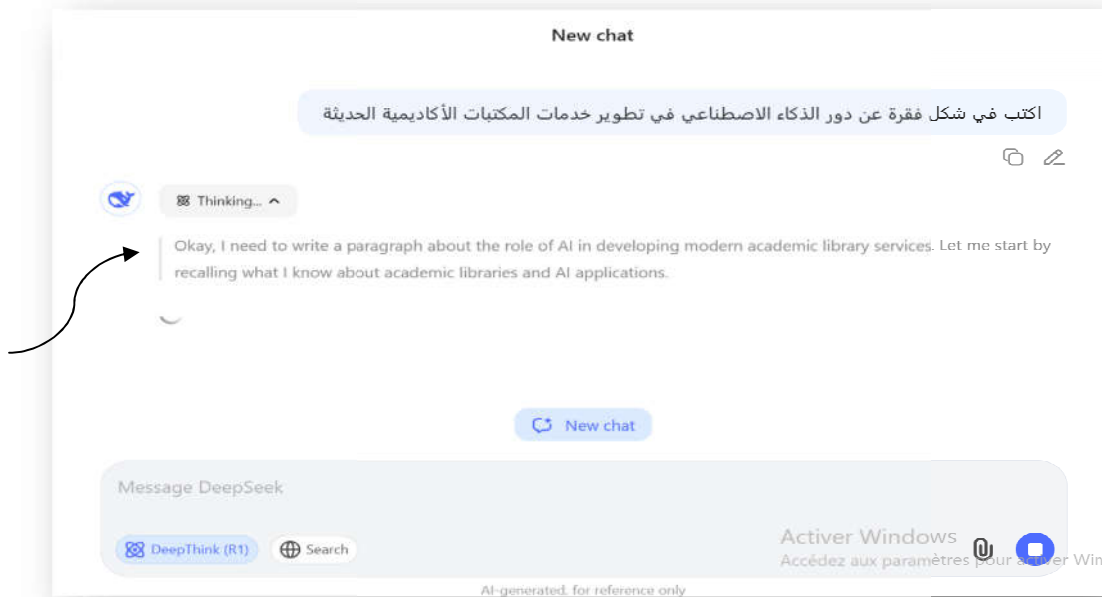 New chat
اكتب في شكل فقرة عن دور الذكاء الاصطناعي في تطوير خدمات المكتبات الأكاديمية الحديثة
Thinking...
Okay, I need to write a paragraph about the role of AI in developing modern academic library services. Let me start by
recalling what I know about academic libraries and AI applications.
New chat
Message DeepSeek
DeepThink (R1)
Search
Activer Windows
Accédez aux paramètres pour activer Win
AI-generated, for reference only